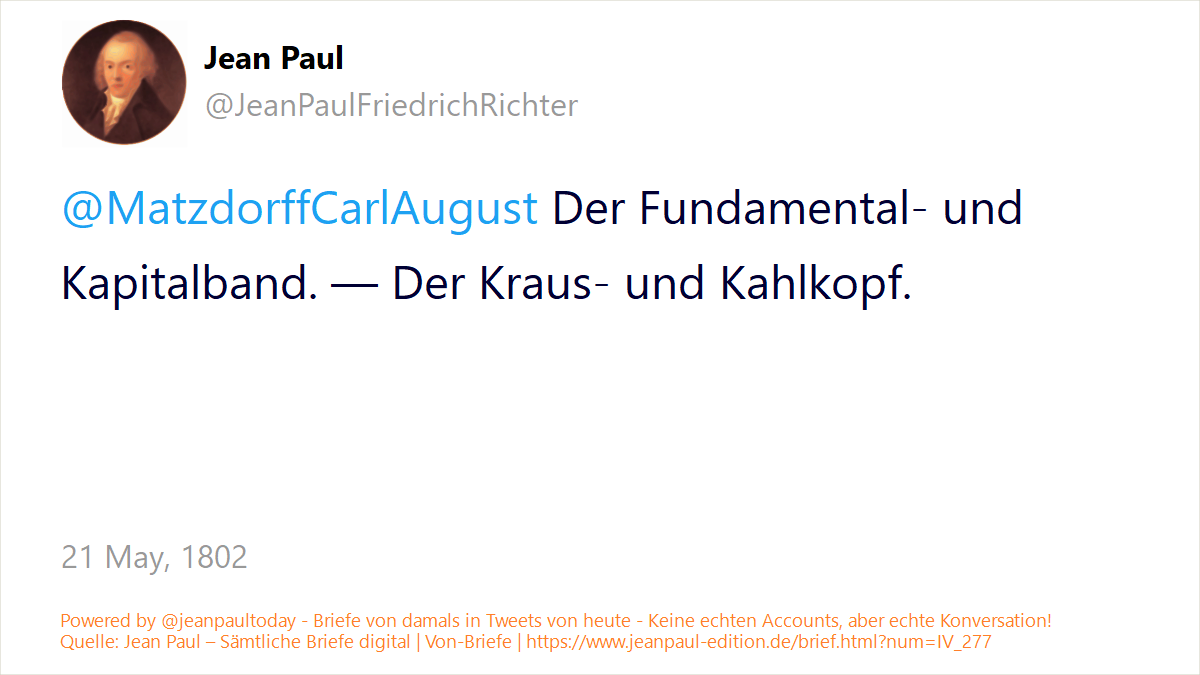 Jean Paul
@JeanPaulFriedrichRichter
@MatzdorffCarlAugust Der Fundamental- und
Kapitalband. — Der Kraus- und Kahlkopf.
21 May, 1802
Powered by @jeanpaultoday - Briefe von damals in Tweets von heute - Keine echten Accounts, aber echte Konversation!
Quelle: Jean Paul – Sämtliche Briefe digital | Von-Briefe | https://www.jeanpaul-edition.de/brief.html?num=IV_277